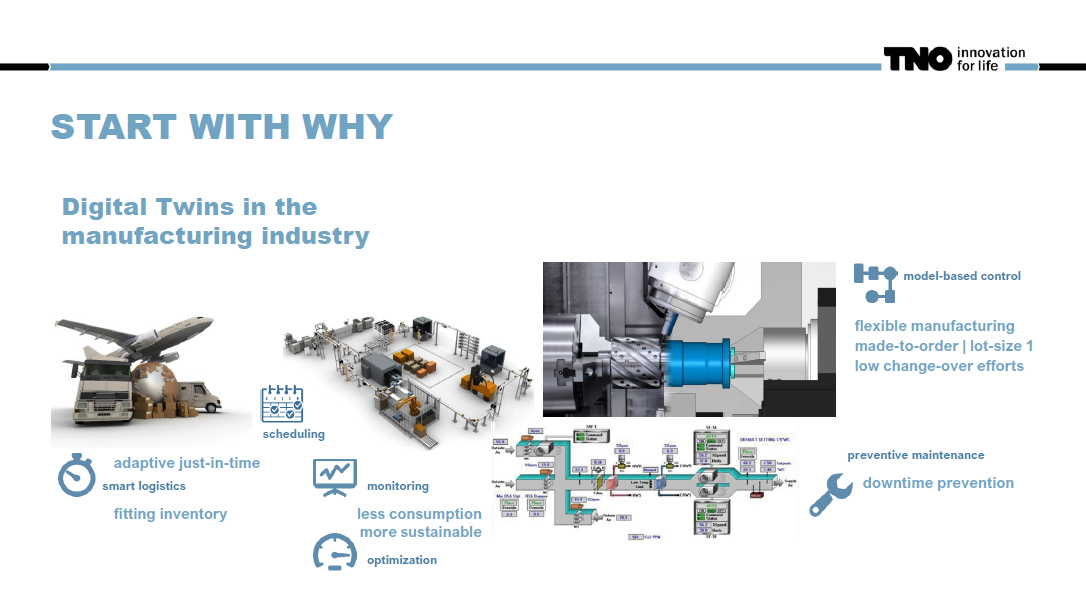 TNO innovation
for life
START WITH WHY
Digital Twins in the
manufacturing industry
model-based control
flexible manufacturing
made-to-order | lot-size 1
low change-over efforts
scheduling
adaptive just-in-time
smart logistics
fitting inventory
monitoring
less consumption
more sustainable
optimization
preventive maintenance
downtime prevention